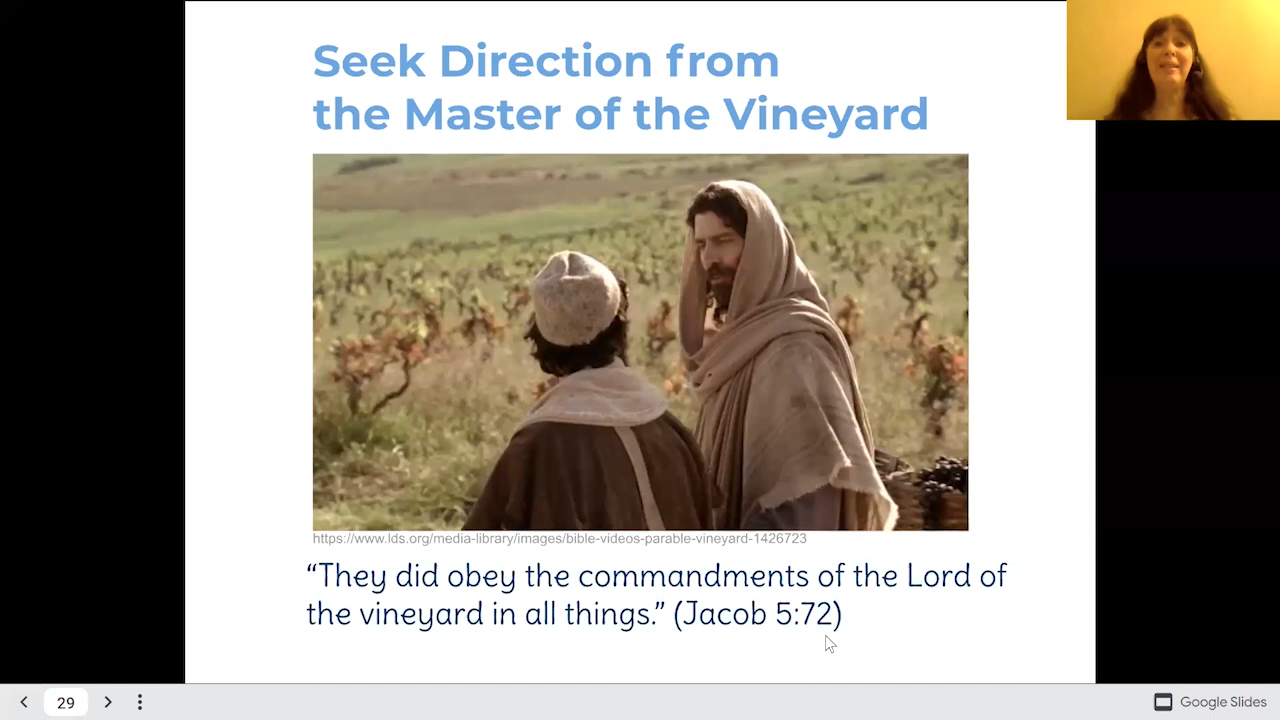 Seek Direction from
the Master of the Vineyard
https://www.lds.org/media-library/images/bible-videos-parable-vineyard-1426723
“They did obey the commandments of the Lord of
the vineyard in all things.” (Jacob 5:72)
29
Google Slides